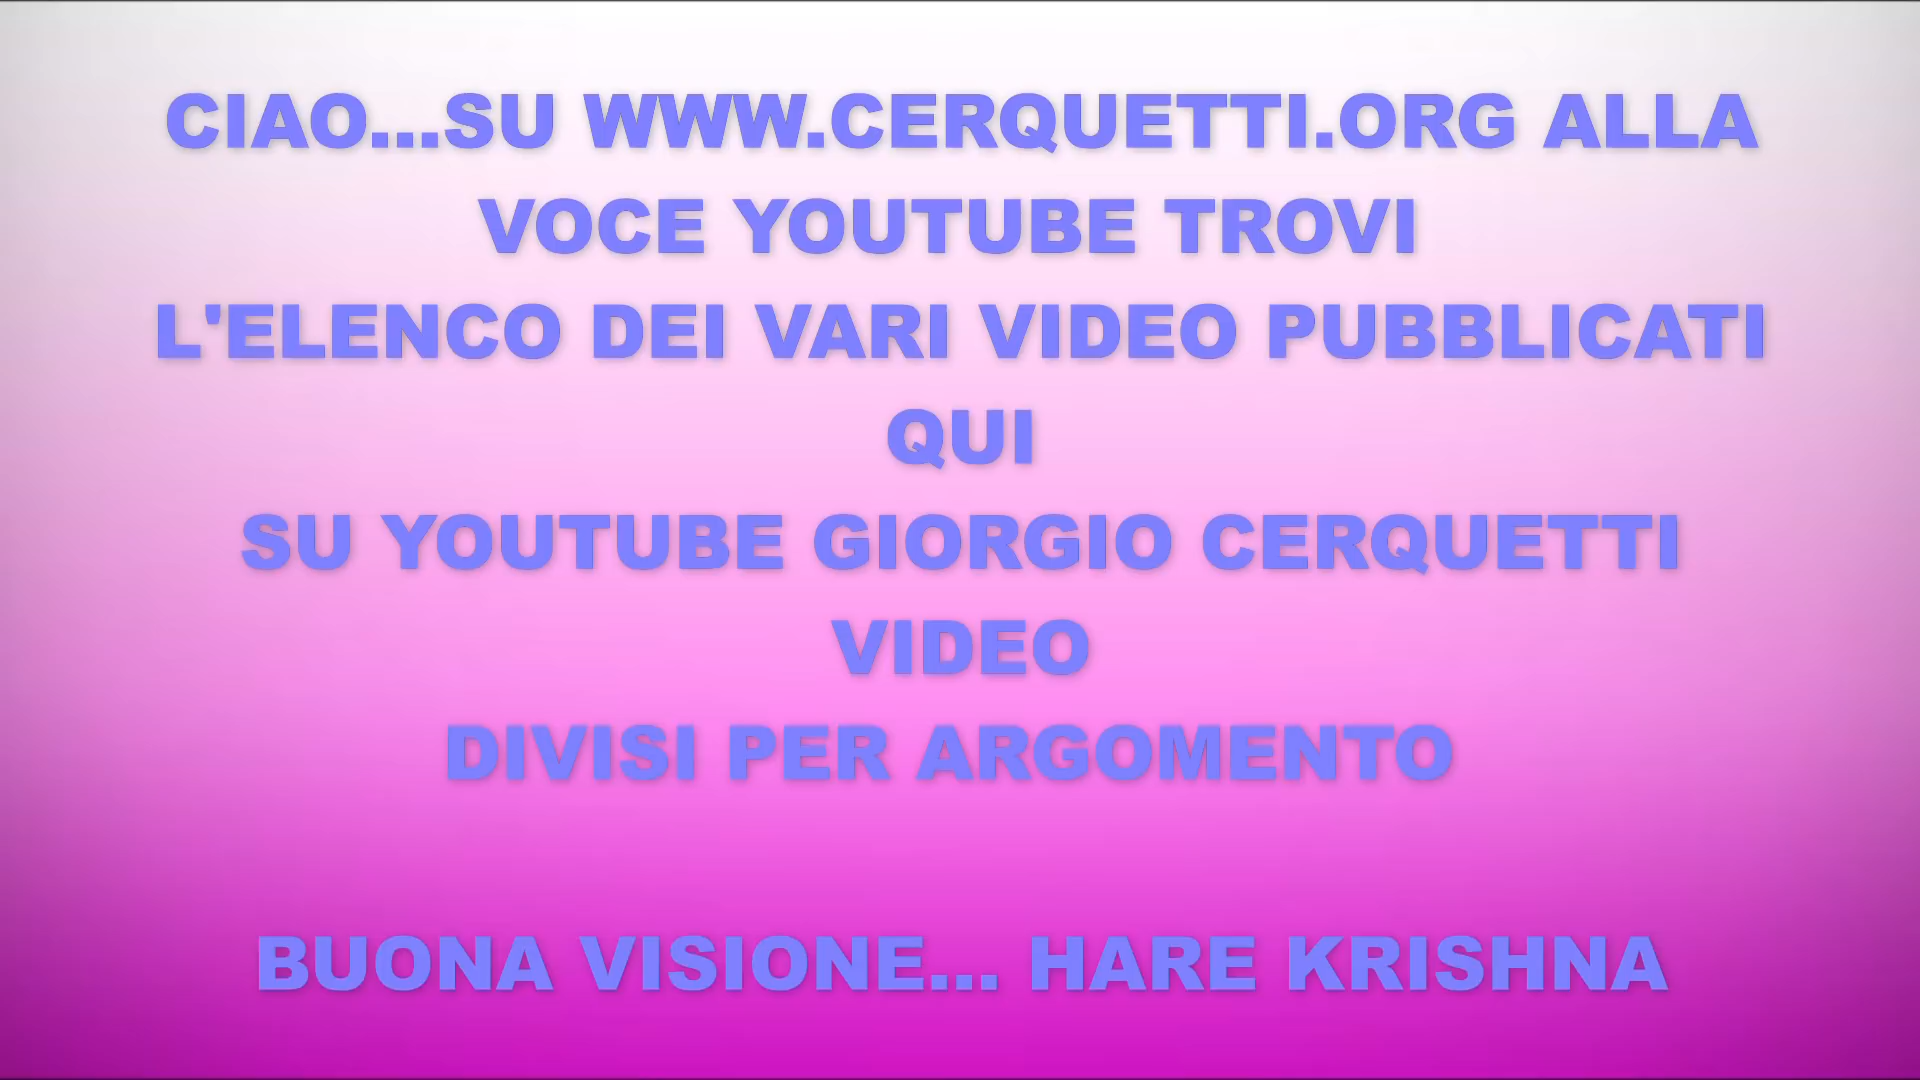 CIAO...SU WWW.CERQUETTI.ORG ALLA
VOCE YOUTUBE TROVI
L'ELENCO DEI VARI VIDEO PUBBLICATI
QUI
SU YOUTUBE GIORGIO CERQUETTI
VIDEO
DIVISI PER ARGOMENTO
BUONA VISIONE... HARE KRISHNA